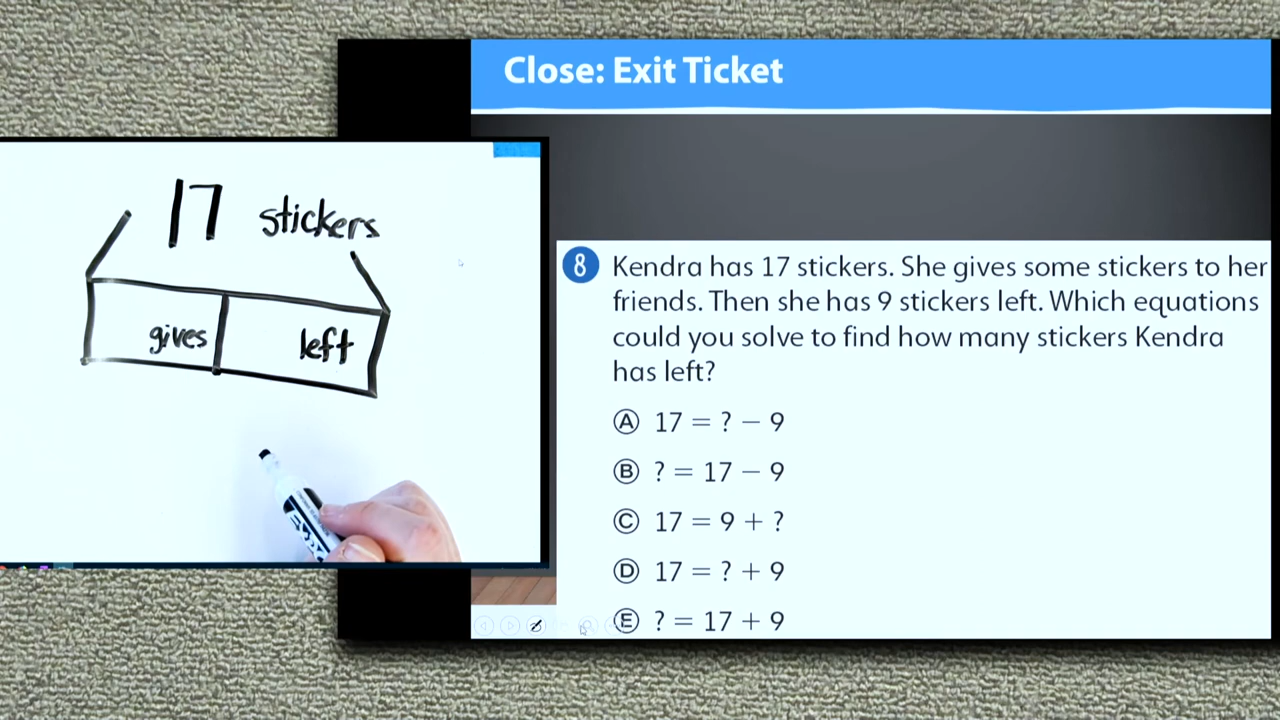 Close: Exit Ticket
17 stickers
gives left
8 Kendra has 17 stickers. She gives some stickers to her
friends. Then she has 9 stickers left. Which equations
could you solve to find how many stickers Kendra
has left?
A 17 = ? − 9
B ? = 17 − 9
C 17 = 9 + ?
D 17 = ? + 9
E ? = 17 + 9